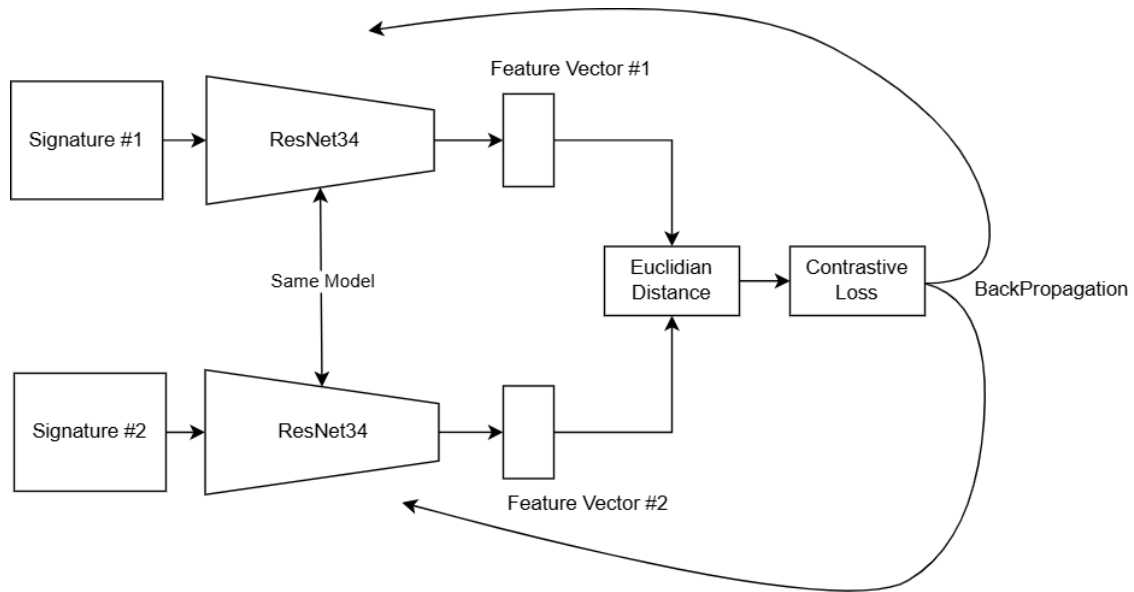 Feature Vector #1
Signature #1
ResNet34
Same Model
Euclidian
Distance
Contrastive
Loss
BackPropagation
Signature #2
ResNet34
Feature Vector #2